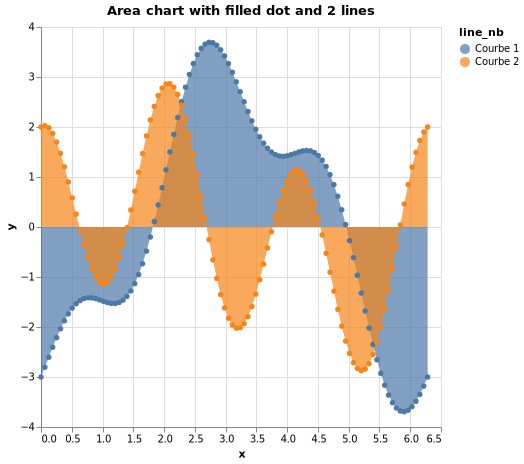 Area chart with filled dot and 2 lines
line_nb
Courbe 1
Courbe 2
4
3
2
1
0
−1
−2
−3
−4
y
0.0 0.5 1.0 1.5 2.0 2.5 3.0 3.5 4.0 4.5 5.0 5.5 6.0 6.5
x